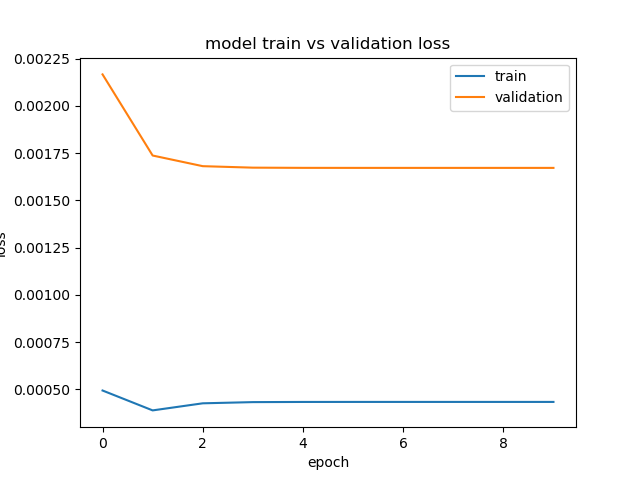 model train vs validation loss
train
validation
0.00225
0.00200
0.00175
0.00150
0.00125
0.00100
0.00075
0.00050
loss
0 2 4 6 8
epoch